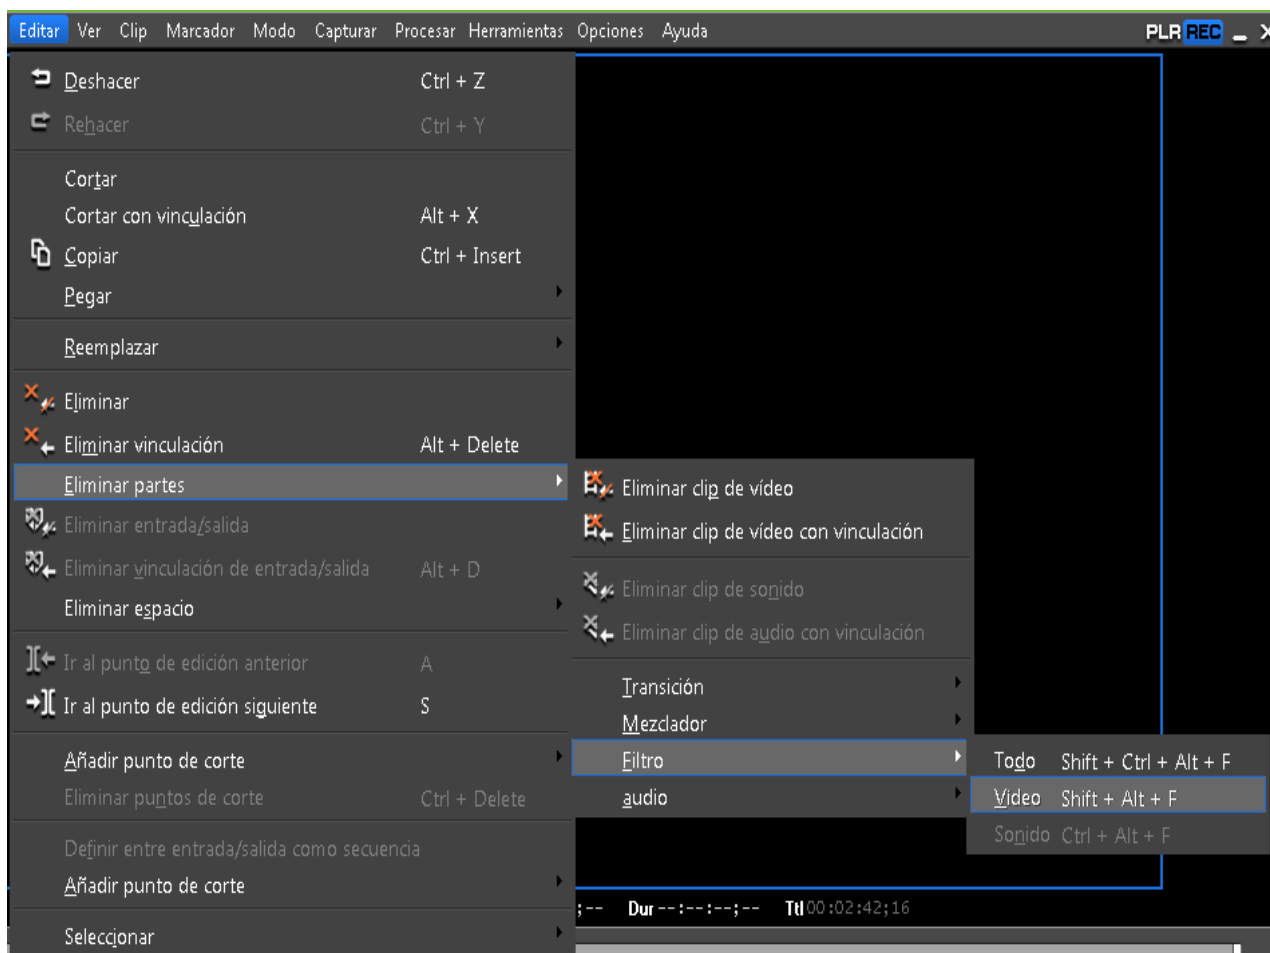 Editar Ver Clip Marcador Modo Capturar Procesar Herramientas Opciones Ayuda PLR REC
Deshacer Ctrl + Z
Rehacer Ctrl + Y
Cortar
Cortar con vinculación Alt + X
Copiar Ctrl + Insert
Pegar
Reemplazar
Eliminar
Eliminar vinculación Alt + Delete
Eliminar partes
Eliminar entrada/salida
Eliminar vinculación de entrada/salida Alt + D
Eliminar espacio
Ir al punto de edición anterior A
Ir al punto de edición siguiente S
Añadir punto de corte
Eliminar puntos de corte Ctrl + Delete
Definir entre entrada/salida como secuencia
Añadir punto de corte
Seleccionar
Eliminar clip de vídeo
Eliminar clip de vídeo con vinculación
Eliminar clip de sonido
Eliminar clip de audio con vinculación
Transición
Mezclador
Filtro
audio
Todo Shift + Ctrl + Alt + F
Video Shift + Alt + F
Sonido Ctrl + Alt + F
;-- Dur --:--:--;-- Ttl 00:02:42;16